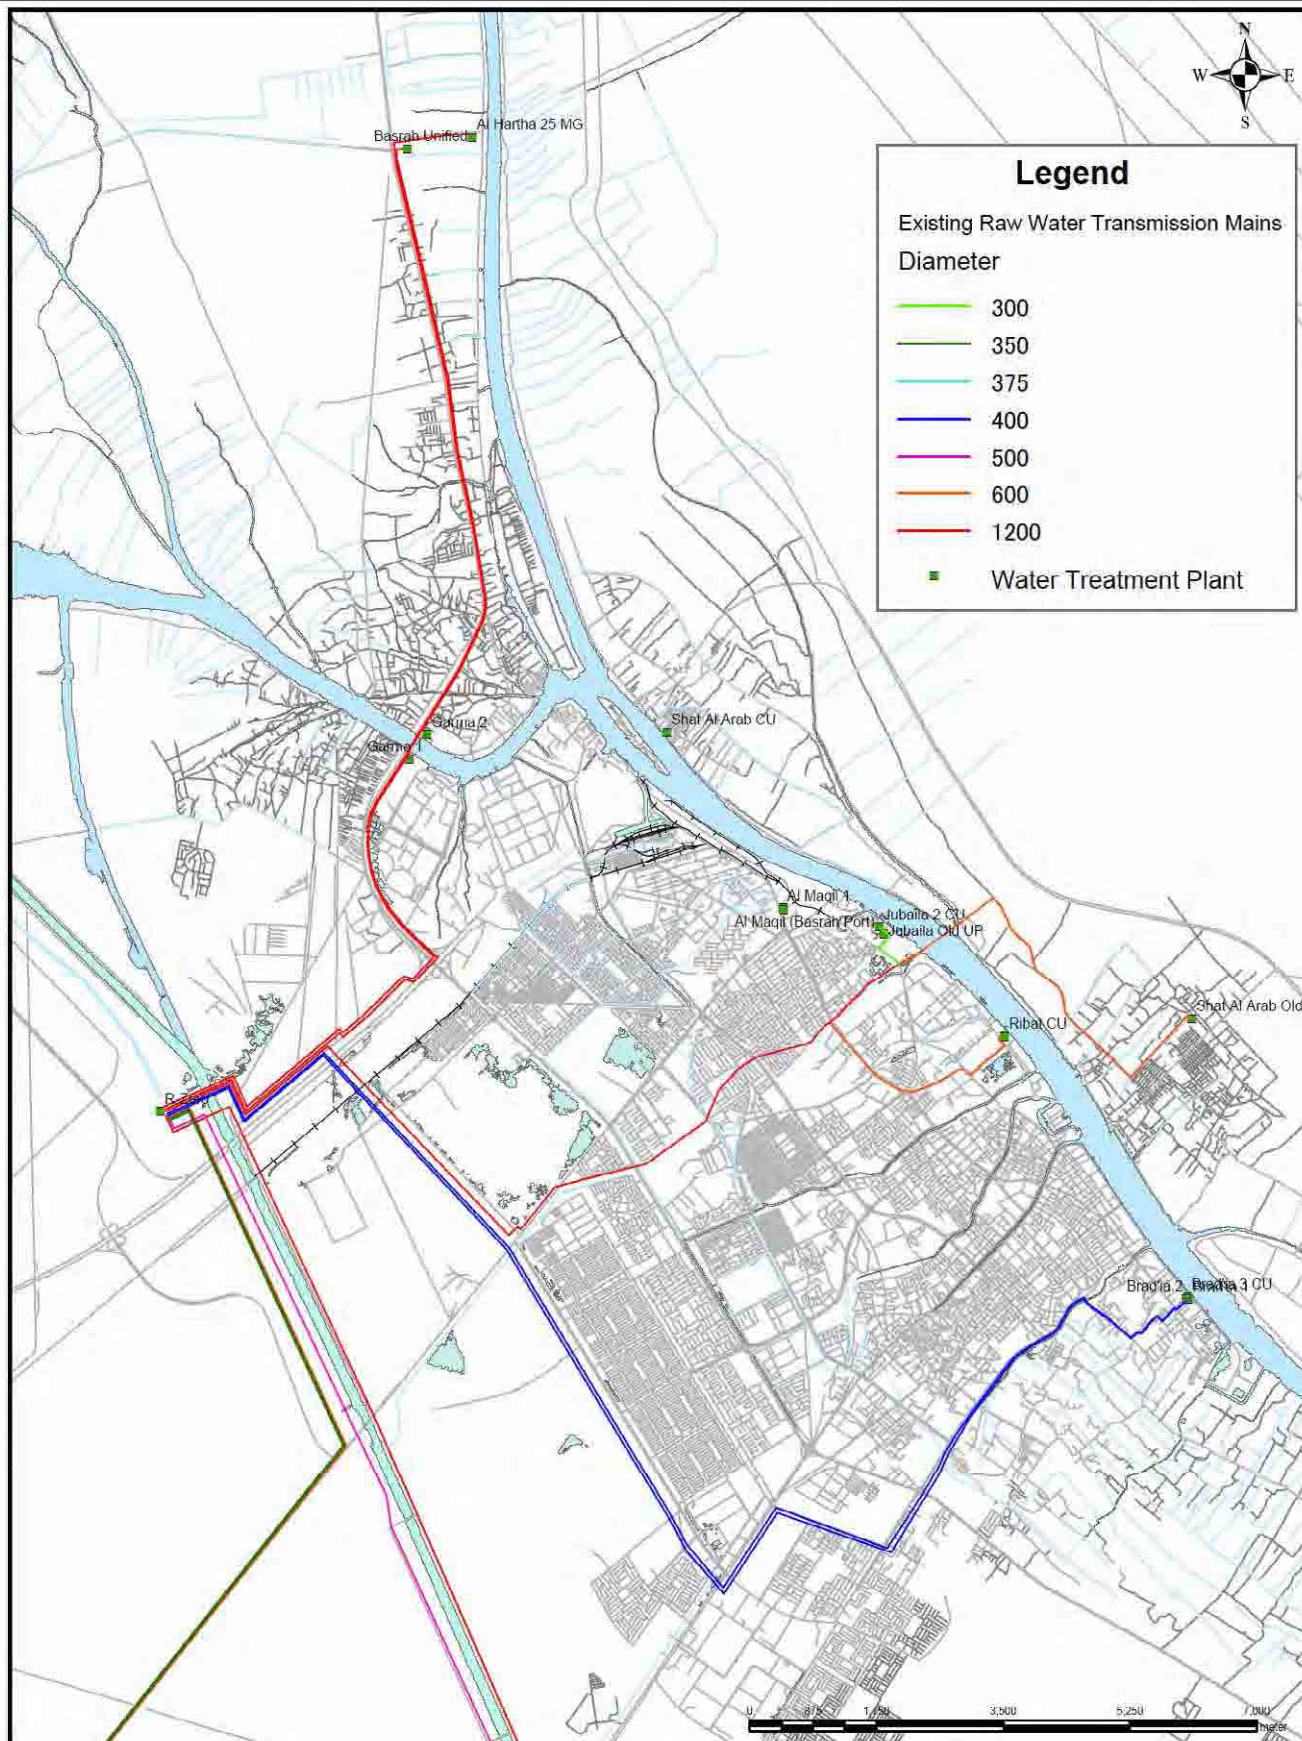 N
W E
S
Al Hartha 25 MG
Basrah Unified
Legend
Existing Raw Water Transmission Mains
Diameter
300
350
375
400
500
600
1200
Water Treatment Plant
Garma 2
Garma 1
Shat Al Arab CU
Al Maqil 1
Al Maqil (Basrah Port)
Jubaila 2 CU
Jubaila Old UP
Shat Al Arab Old
Ribat CU
R-Zero
Brad'ia 2
3 CU
0 875 1,750 3,500 5,250 7,000
meter